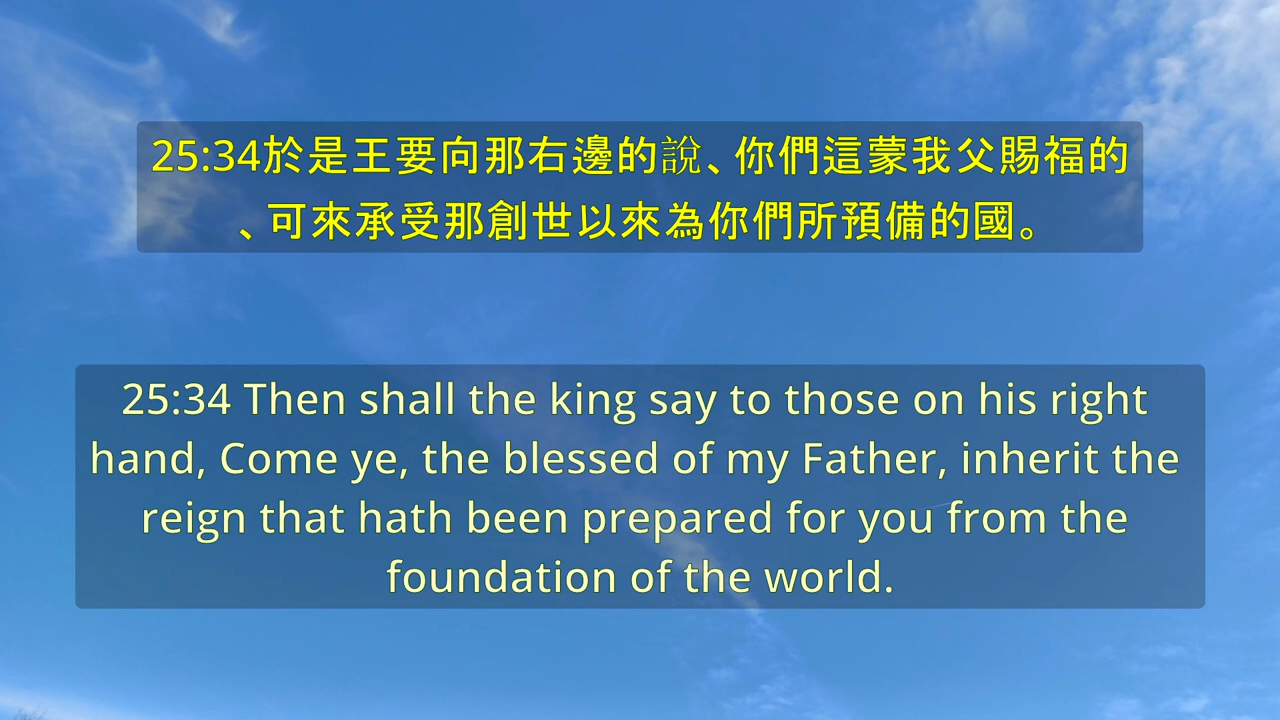 25:34於是王要向那右邊的說、你們這蒙我父賜福的
、可來承受那創世以來為你們所預備的國。
25:34 Then shall the king say to those on his right
hand, Come ye, the blessed of my Father, inherit the
reign that hath been prepared for you from the
foundation of the world.